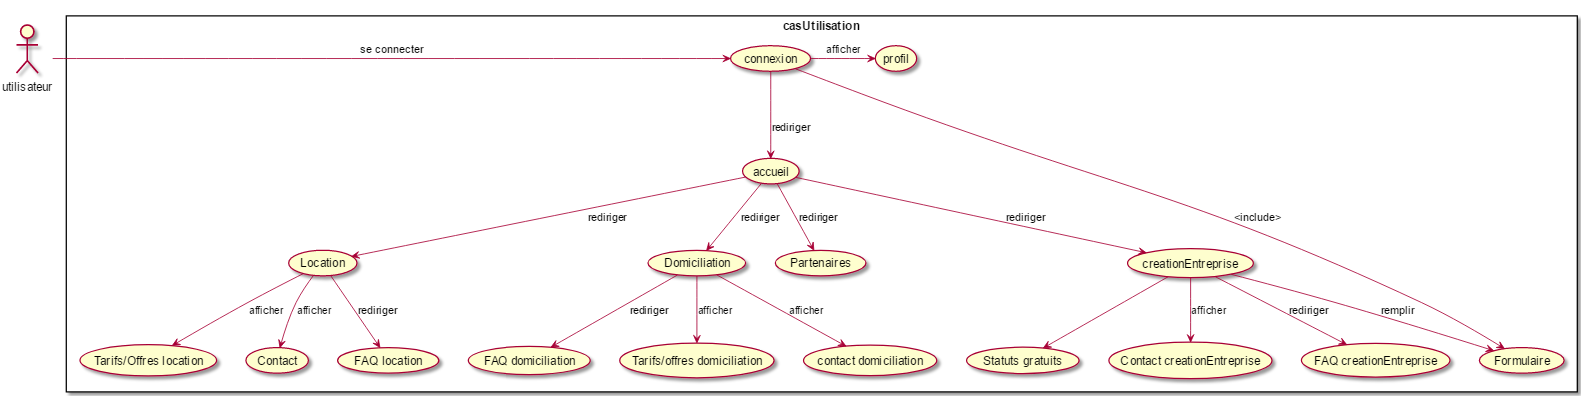 casUtilisation
se connecter
connexion
afficher
profil
utilisateur
rediriger
accueil
<include>
rediriger
rediriger
rediriger
rediriger
Location
Domiciliation
Partenaires
creationEntreprise
afficher
afficher
rediriger
rediriger
afficher
afficher
afficher
rediriger
remplir
Tarifs/Offres location
Contact
FAQ location
FAQ domiciliation
Tarifs/offres domiciliation
contact domiciliation
Statuts gratuits
Contact creationEntreprise
FAQ creationEntreprise
Formulaire